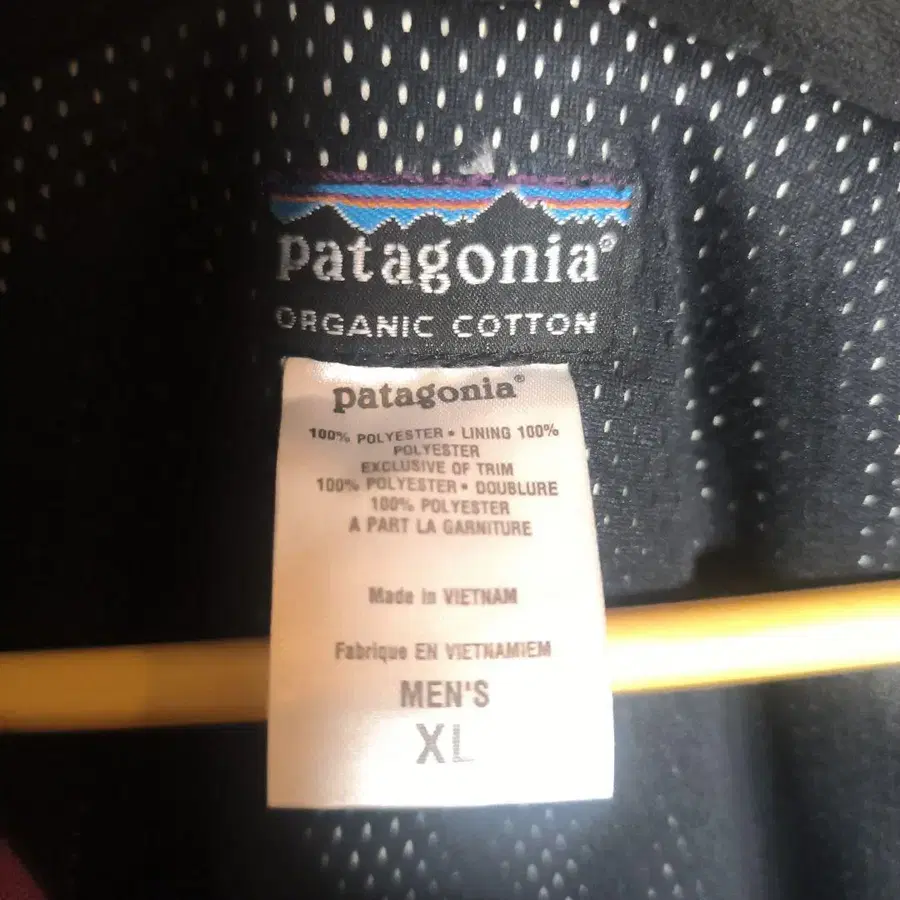 patagonia®
ORGANIC COTTON
patagonia®
100% POLYESTER • LINING 100%
POLYESTER
EXCLUSIVE OF TRIM
100% POLYESTER • DOUBLURE
100% POLYESTER
A PART LA GARNITURE
Made in VIETNAM
Fabrique EN VIETNAMIEM
MEN'S
XL